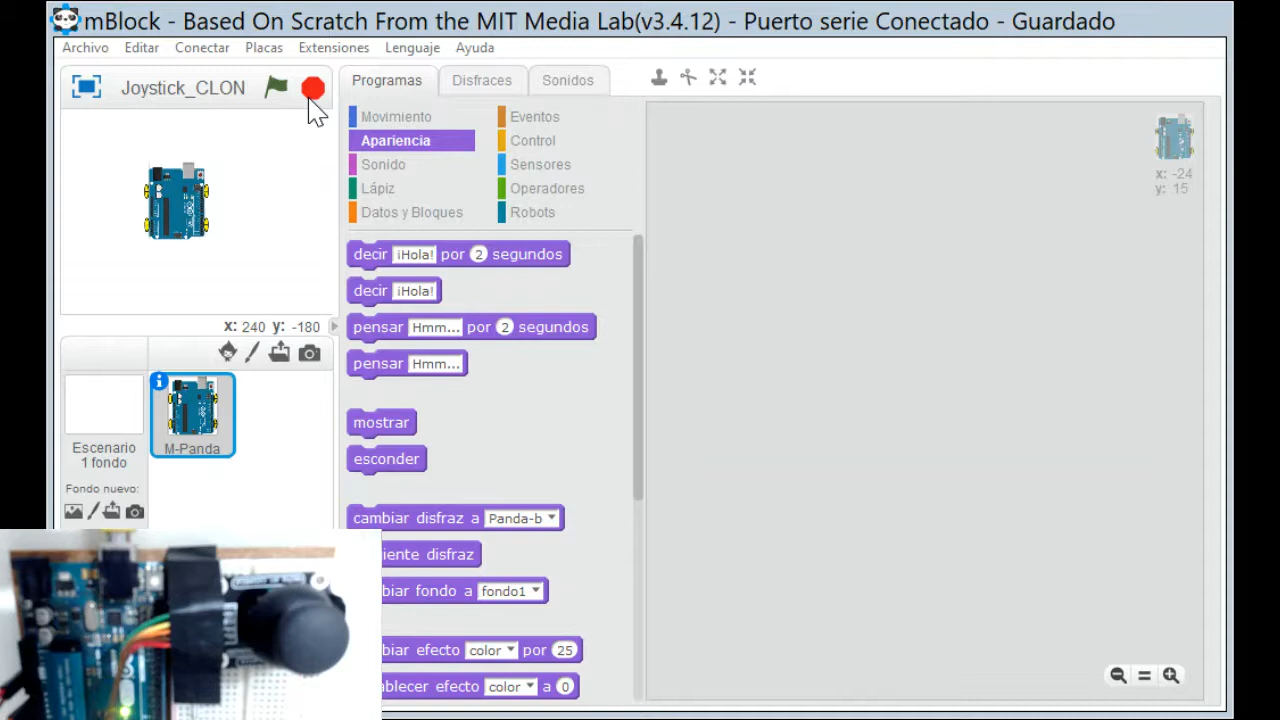 mBlock - Based On Scratch From the MIT Media Lab(v3.4.12) - Puerto serie Conectado - Guardado
Archivo Editar Conectar Placas Extensiones Lenguaje Ayuda
Joystick_CLON
Programas Disfraces Sonidos
Movimiento Eventos
Apariencia Control
Sonido Sensores
Lápiz Operadores
Datos y Bloques Robots
x: -24
y: 15
decir ¡Hola! por 2 segundos
decir ¡Hola!
pensar Hmm... por 2 segundos
pensar Hmm...
mostrar
esconder
cambiar disfraz a Panda-b
iente disfraz
biar fondo a fondo1
biar efecto color por 25
blecer efecto color a 0
x: 240 y: -180
M-Panda
Escenario
1 fondo
Fondo nuevo: